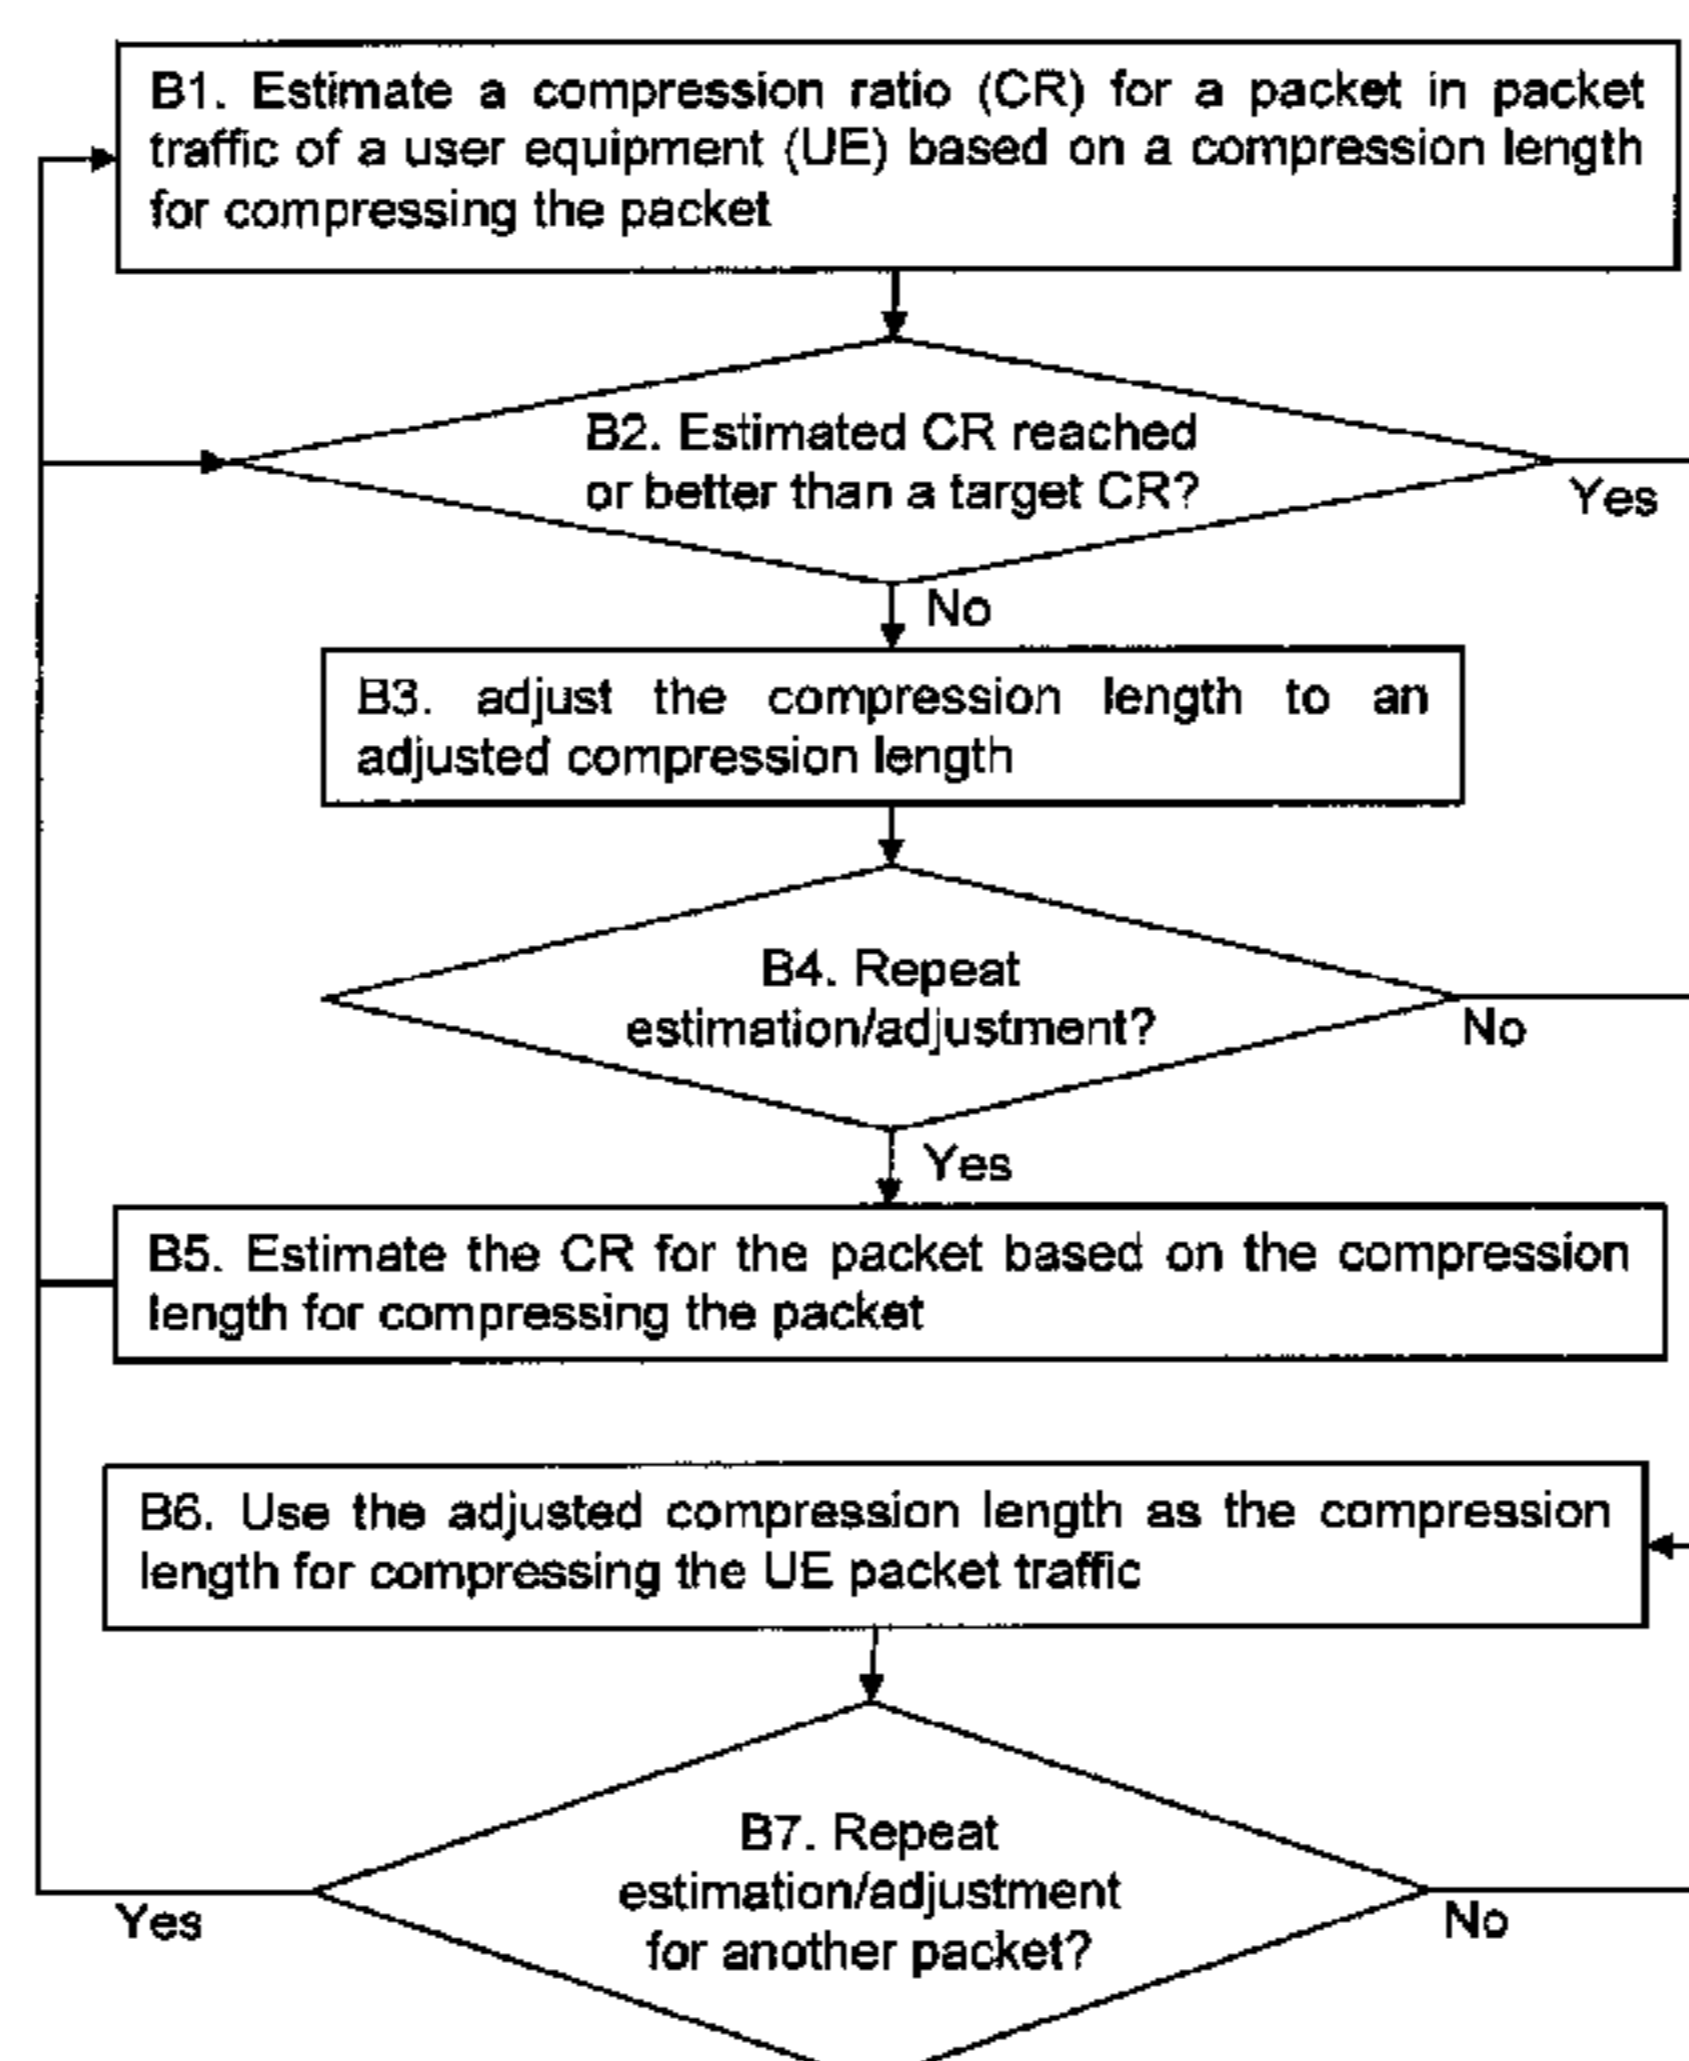 B1. Estimate a compression ratio (CR) for a packet in packet
traffic of a user equipment (UE) based on a compression length
for compressing the packet
B2. Estimated CR reached
or better than a target CR?
Yes
No
B3. adjust the compression length to an
adjusted compression length
B4. Repeat
estimation/adjustment?
No
Yes
B5. Estimate the CR for the packet based on the compression
length for compressing the packet
B6. Use the adjusted compression length as the compression
length for compressing the UE packet traffic
B7. Repeat
estimation/adjustment
for another packet?
Yes
No